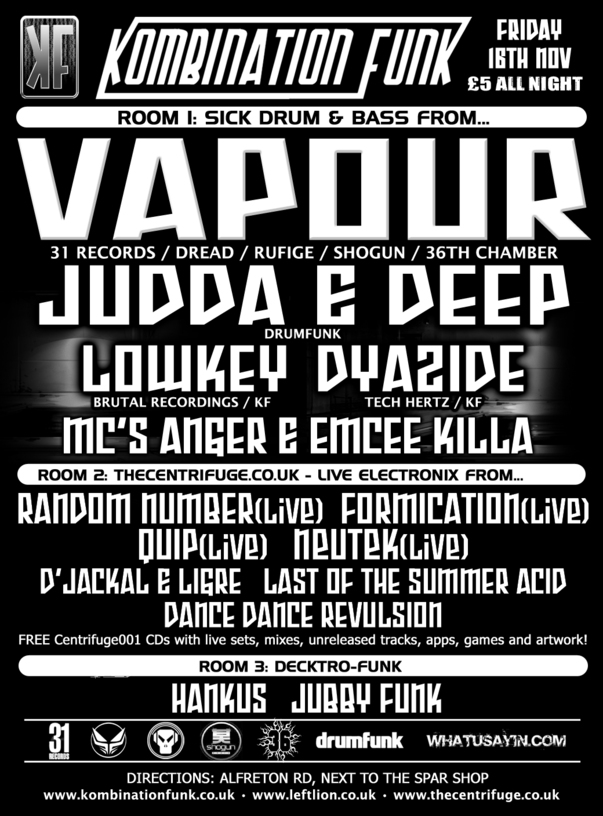 KF
KOMBINATION FUNK
FRIDAY
16TH NOV
£5 ALL NIGHT
ROOM 1: SICK DRUM & BASS FROM...
VAPOUR
31 RECORDS / DREAD / RUFIGE / SHOGUN / 36TH CHAMBER
JUDDA & DEEP
DRUMFUNK
LOWKEY DYAZIDE
BRUTAL RECORDINGS / KF TECH HERTZ / KF
MC'S ANGER & EMCEE KILLA
ROOM 2: THECENTRIFUGE.CO.UK - LIVE ELECTRONIX FROM...
RANDOM NUMBER(LiVE) FORMICATION(LiVE)
QUIP(LiVE) NEUTEK(LiVE)
D'JACKAL & LIGRE LAST OF THE SUMMER ACID
DANCE DANCE REVULSION
FREE Centrifuge001 CDs with live sets, mixes, unreleased tracks, apps, games and artwork!
ROOM 3: DECKTRO-FUNK
HANKUS JUBBY FUNK
31 RECORDS shogun 36 drumfunk WHATUSAYIN.COM
DIRECTIONS: ALFRETON RD, NEXT TO THE SPAR SHOP
www.kombinationfunk.co.uk • www.leftlion.co.uk • www.thecentrifuge.co.uk